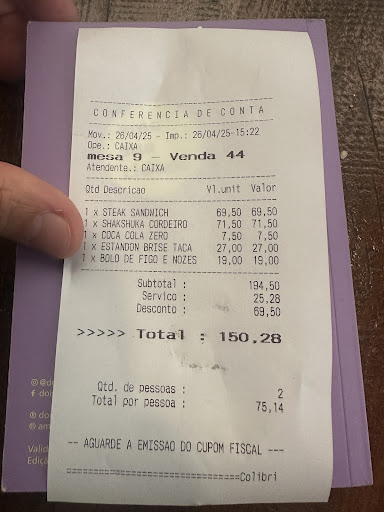 CONFERENCIA DE CONTA
Mov.: 26/04/25 - Imp.: 26/04/25-15:22
Ope.: CAIXA
mesa 9 - Venda 44
Atendente.: CAIXA
Qtd Descricao Vl.unit Valor
1 x STEAK SANDWICH 69,50 69,50
1 x SHAKSHUKA CORDEIRO 71,50 71,50
1 x COCA COLA ZERO 7,50 7,50
1 x ESTANDON BRISE TACA 27,00 27,00
1 x BOLO DE FIGO E NOZES 19,00 19,00
Subtotal : 194,50
Servico : 25,28
Desconto : 69,50
>>>>> Total : 150,28
Qtd. de pessoas : 2
Total por pessoa : 75,14
-- AGUARDE A EMISSAO DO CUPOM FISCAL ---
================================Colibri
Valid
Ediçã